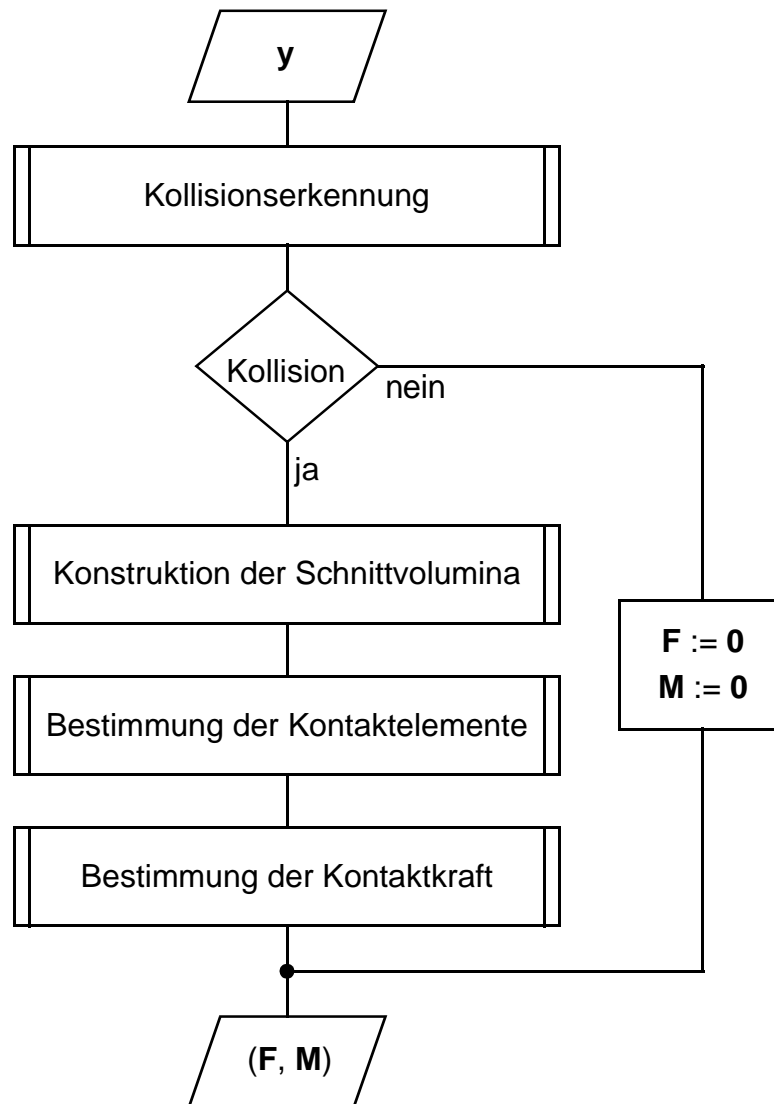 y
Kollisionserkennung
Kollision
nein
ja
Konstruktion der Schnittvolumina
F := 0
M := 0
Bestimmung der Kontaktelemente
Bestimmung der Kontaktkraft
(F, M)